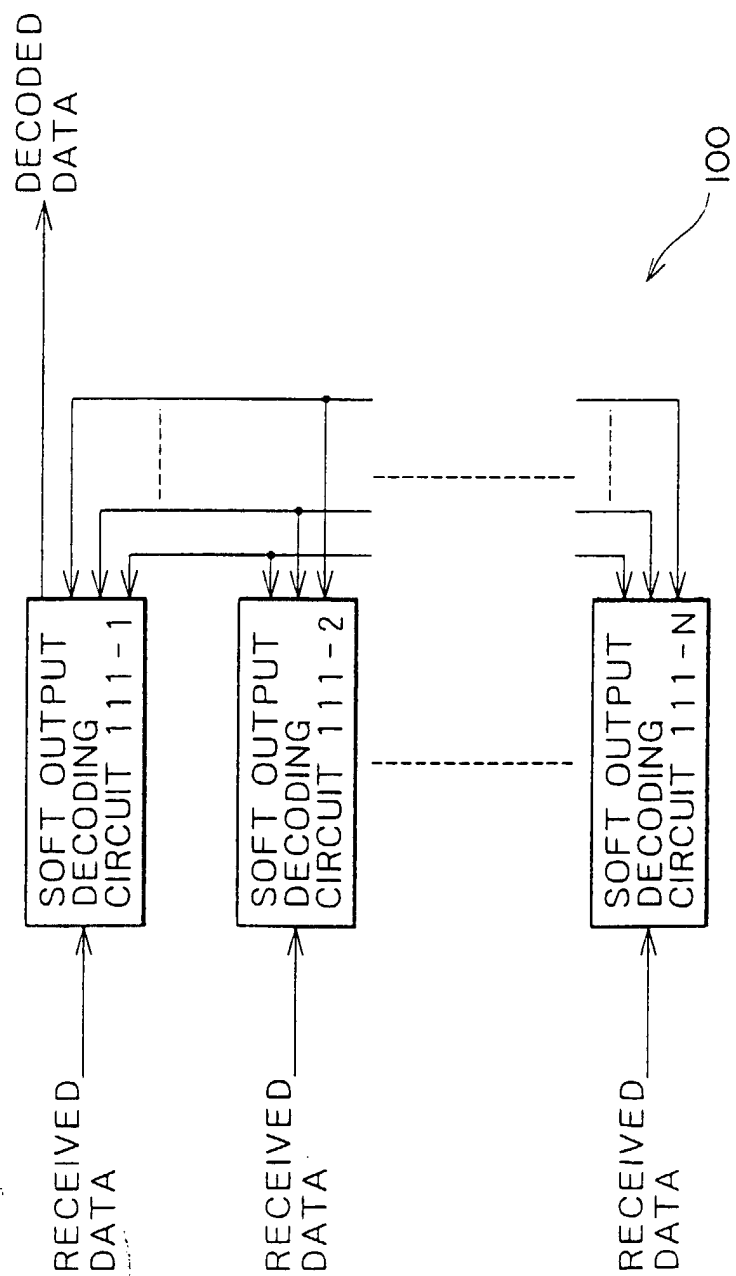 RECEIVED
DATA
SOFT OUTPUT
DECODING
CIRCUIT 111-1
DECODED
DATA
RECEIVED
DATA
SOFT OUTPUT
DECODING
CIRCUIT 111-2
RECEIVED
DATA
SOFT OUTPUT
DECODING
CIRCUIT 111-N
100